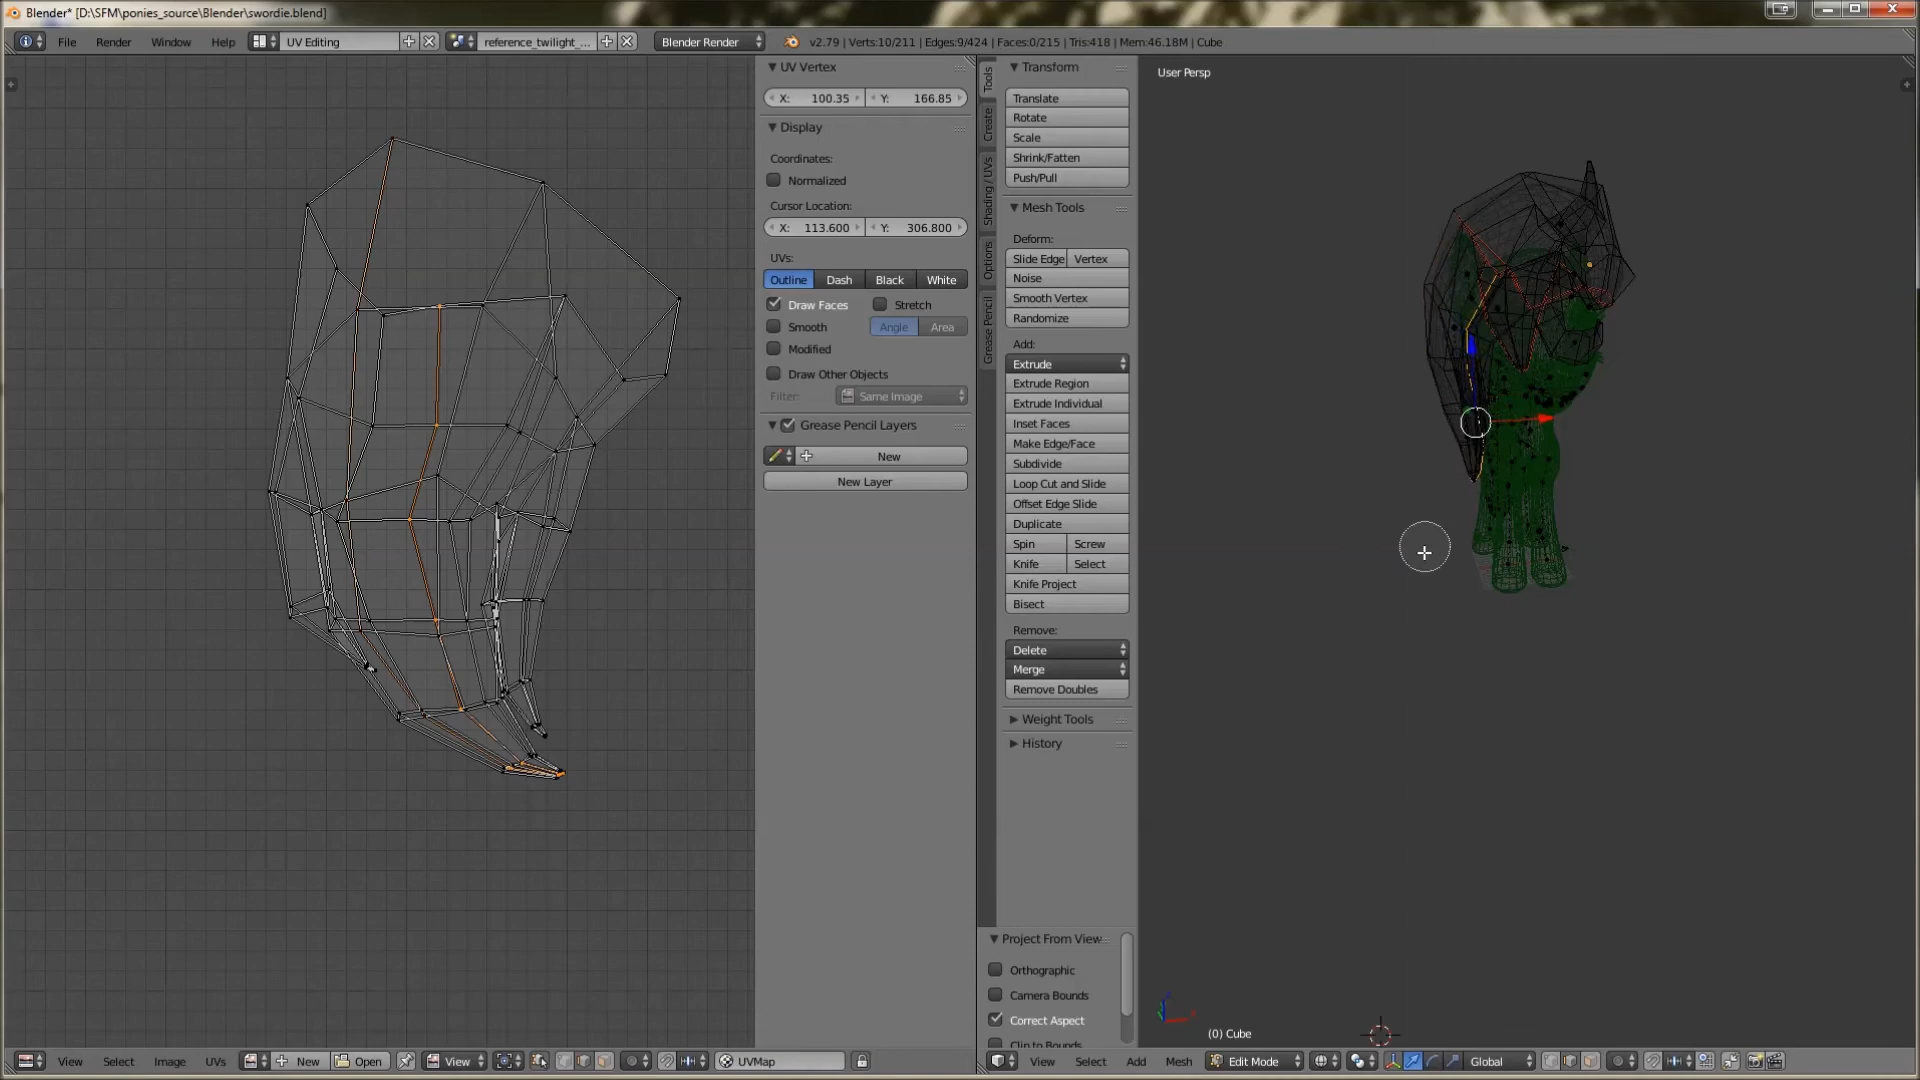 Blender* [D:\SFM\ponies_source\Blender\swordie.blend]
File Render Window Help UV Editing reference_twilight_... Blender Render v2.79 | Verts:10/211 | Edges:9/424 | Faces:0/215 | Tris:418 | Mem:46.18M | Cube
UV Vertex
X: 100.35 Y: 166.85
Display
Coordinates:
Normalized
Cursor Location:
X: 113.600 Y: 306.800
UVs:
Outline Dash Black White
Draw Faces Stretch
Smooth Angle Area
Modified
Draw Other Objects
Filter: Same Image
Grease Pencil Layers
New
New Layer
Tools
Create
Shading / UVs
Options
Grease Pencil
Transform
Translate
Rotate
Scale
Shrink/Fatten
Push/Pull
Mesh Tools
Deform:
Slide Edge Vertex
Noise
Smooth Vertex
Randomize
Add:
Extrude
Extrude Region
Extrude Individual
Inset Faces
Make Edge/Face
Subdivide
Loop Cut and Slide
Offset Edge Slide
Duplicate
Spin Screw
Knife Select
Knife Project
Bisect
Remove:
Delete
Merge
Remove Doubles
Weight Tools
History
Project From View
Orthographic
Camera Bounds
Correct Aspect
Clip to Bounds
User Persp
(0) Cube
View Select Image UVs New Open View UVMap
View Select Add Mesh Edit Mode Global